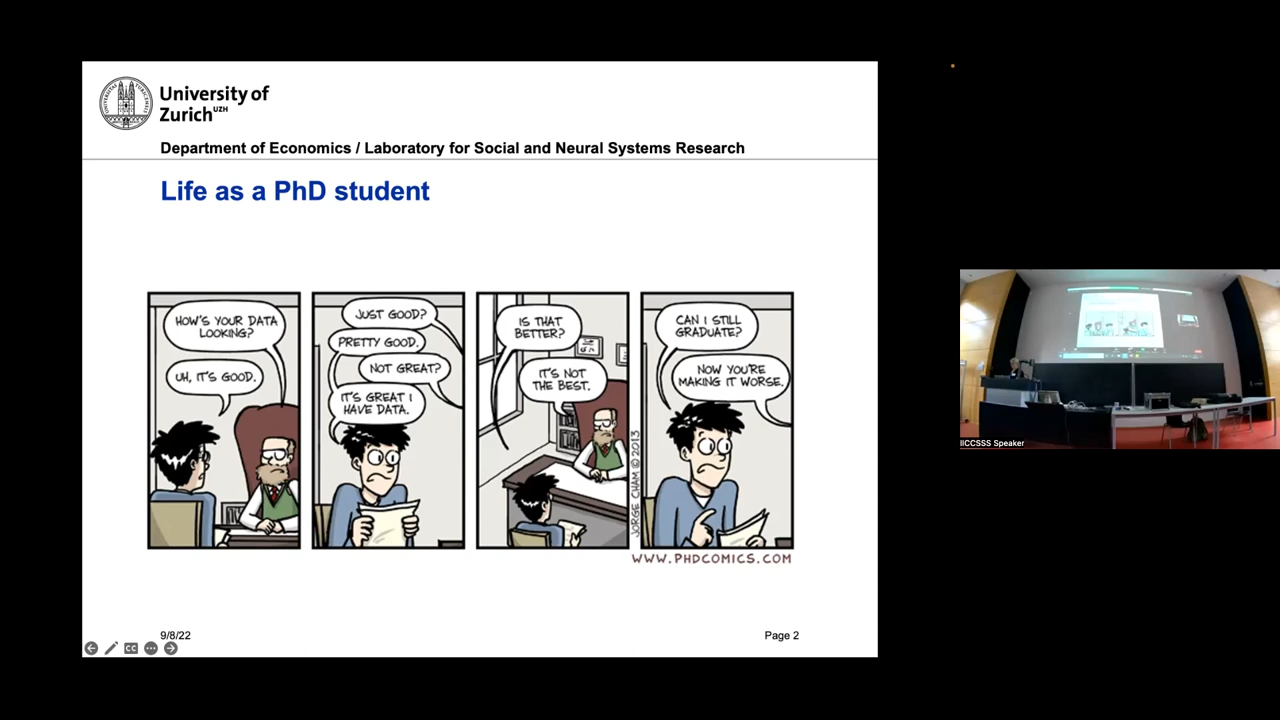 University of
Zurich UZH
Department of Economics / Laboratory for Social and Neural Systems Research
Life as a PhD student
HOW'S YOUR DATA
LOOKING?
UH, IT'S GOOD.
JUST GOOD?
PRETTY GOOD.
NOT GREAT?
IT'S GREAT I
HAVE DATA.
IS THAT
BETTER?
IT'S NOT
THE BEST.
CAN I STILL
GRADUATE?
NOW YOU'RE
MAKING IT WORSE.
JORGE CHAM © 2013
WWW.PHDCOMICS.COM
9/8/22
Page 2
CC
IICCSSS Speaker